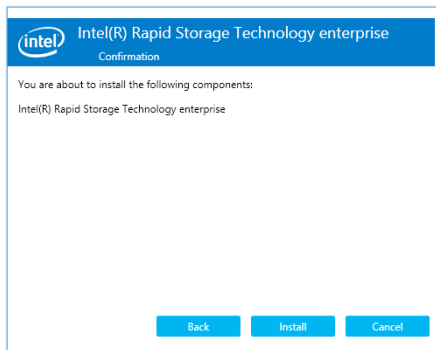 intel
Intel(R) Rapid Storage Technology enterprise
Confirmation
You are about to install the following components:
Intel(R) Rapid Storage Technology enterprise
Back Install Cancel